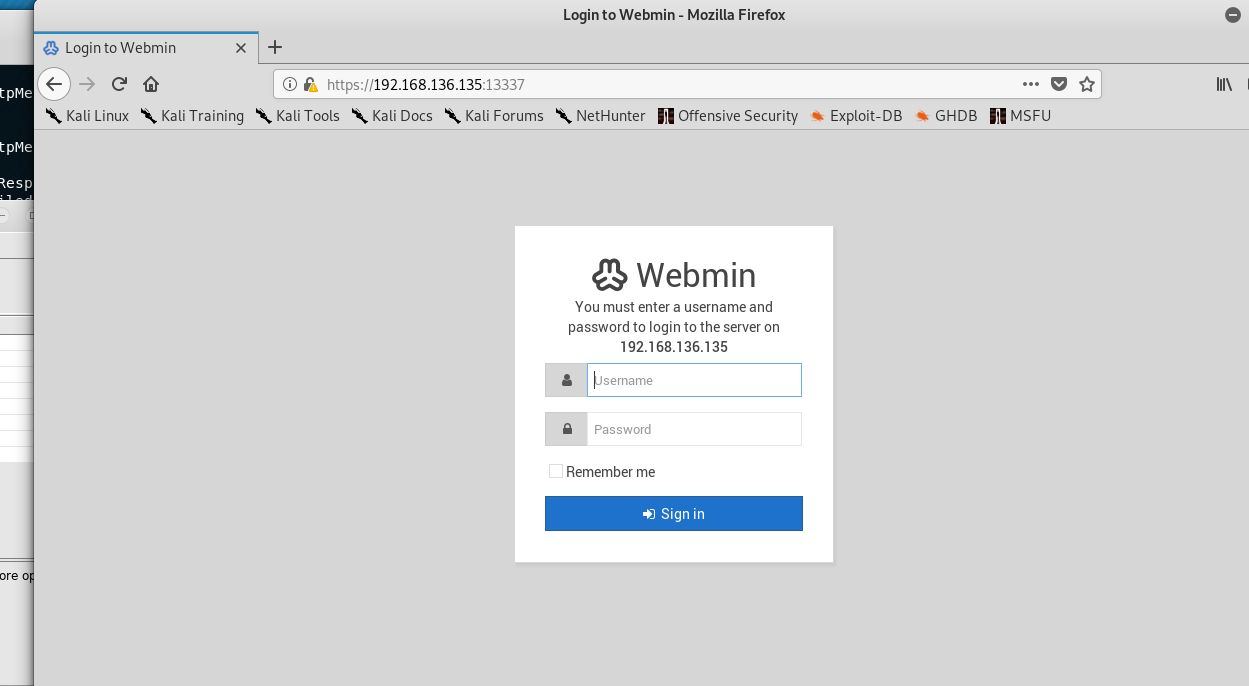 Login to Webmin - Mozilla Firefox
Login to Webmin
https://192.168.136.135:13337
Kali Linux Kali Training Kali Tools Kali Docs Kali Forums NetHunter Offensive Security Exploit-DB GHDB MSFU
tpMe
tpMe
Resp
ore op
Webmin
You must enter a username and
password to login to the server on
192.168.136.135
Username
Password
Remember me
Sign in